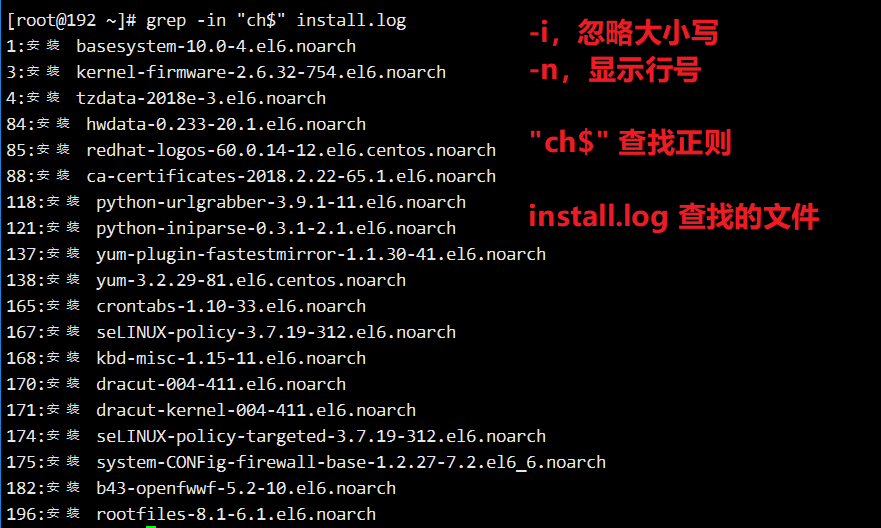 [root@192 ~]# grep -in "ch$" install.log
1:安装 basesystem-10.0-4.el6.noarch
3:安装 kernel-firmware-2.6.32-754.el6.noarch
4:安装 tzdata-2018e-3.el6.noarch
84:安装 hwdata-0.233-20.1.el6.noarch
85:安装 redhat-logos-60.0.14-12.el6.centos.noarch
88:安装 ca-certificates-2018.2.22-65.1.el6.noarch
118:安装 python-urlgrabber-3.9.1-11.el6.noarch
121:安装 python-iniparse-0.3.1-2.1.el6.noarch
137:安装 yum-plugin-fastestmirror-1.1.30-41.el6.noarch
138:安装 yum-3.2.29-81.el6.centos.noarch
165:安装 crontabs-1.10-33.el6.noarch
167:安装 seLINUX-policy-3.7.19-312.el6.noarch
168:安装 kbd-misc-1.15-11.el6.noarch
170:安装 dracut-004-411.el6.noarch
171:安装 dracut-kernel-004-411.el6.noarch
174:安装 seLINUX-policy-targeted-3.7.19-312.el6.noarch
175:安装 system-CONFig-firewall-base-1.2.27-7.2.el6_6.noarch
182:安装 b43-openfwwf-5.2-10.el6.noarch
196:安装 rootfiles-8.1-6.1.el6.noarch
-i，忽略大小写
-n，显示行号
"ch$" 查找正则
install.log 查找的文件